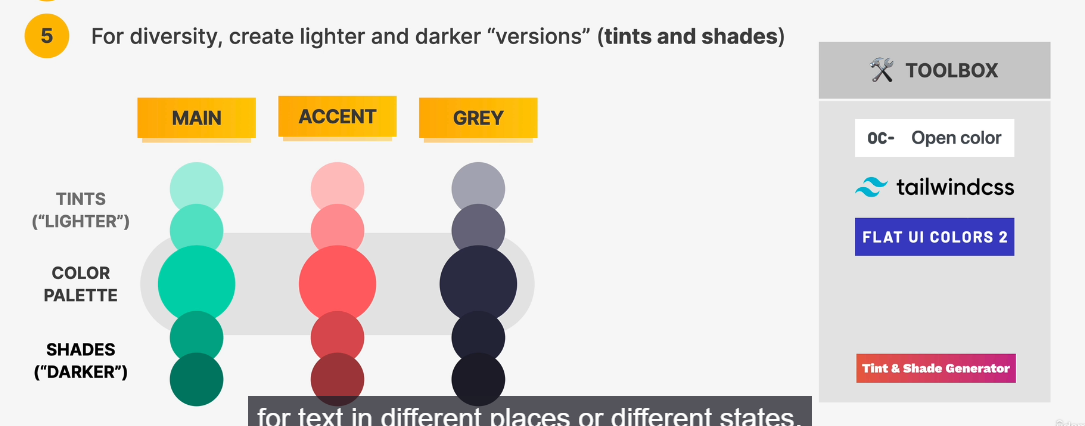 5 For diversity, create lighter and darker “versions” (tints and shades)
TOOLBOX
MAIN
ACCENT
GREY
oc- Open color
tailwindcss
FLAT UI COLORS 2
TINTS
(“LIGHTER”)
COLOR
PALETTE
SHADES
(“DARKER”)
Tint & Shade Generator
for text in different places or different states.